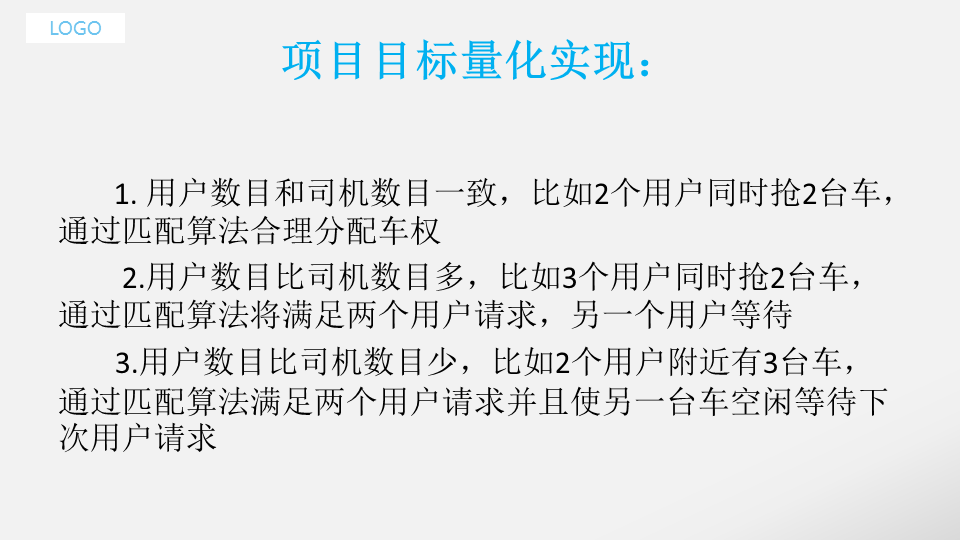 LOGO
项目目标量化实现：
1. 用户数目和司机数目一致，比如2个用户同时抢2台车，
通过匹配算法合理分配车权
2.用户数目比司机数目多，比如3个用户同时抢2台车，
通过匹配算法将满足两个用户请求，另一个用户等待
3.用户数目比司机数目少，比如2个用户附近有3台车，
通过匹配算法满足两个用户请求并且使另一台车空闲等待下
次用户请求